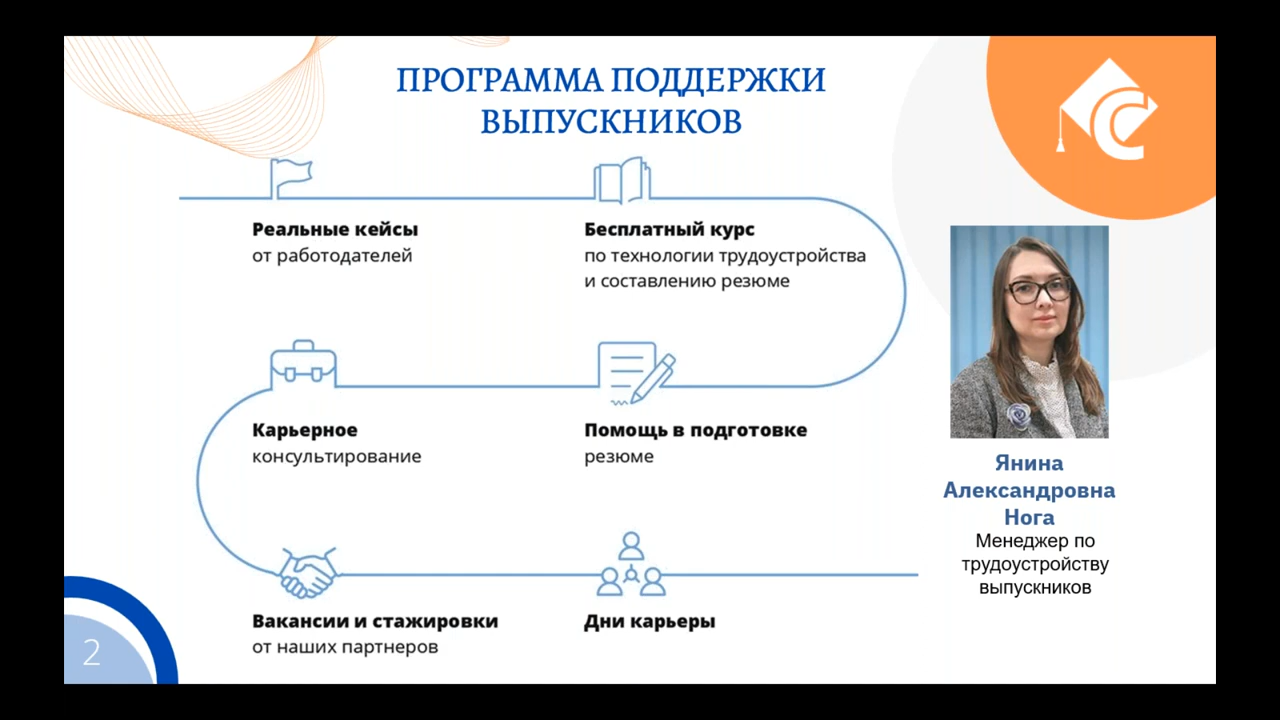 ПРОГРАММА ПОДДЕРЖКИ
ВЫПУСКНИКОВ
Реальные кейсы
от работодателей
Бесплатный курс
по технологии трудоустройства
и составлению резюме
Карьерное
консультирование
Помощь в подготовке
резюме
Вакансии и стажировки
от наших партнеров
Дни карьеры
Янина
Александровна
Нога
Менеджер по
трудоустройству
выпускников
С
2